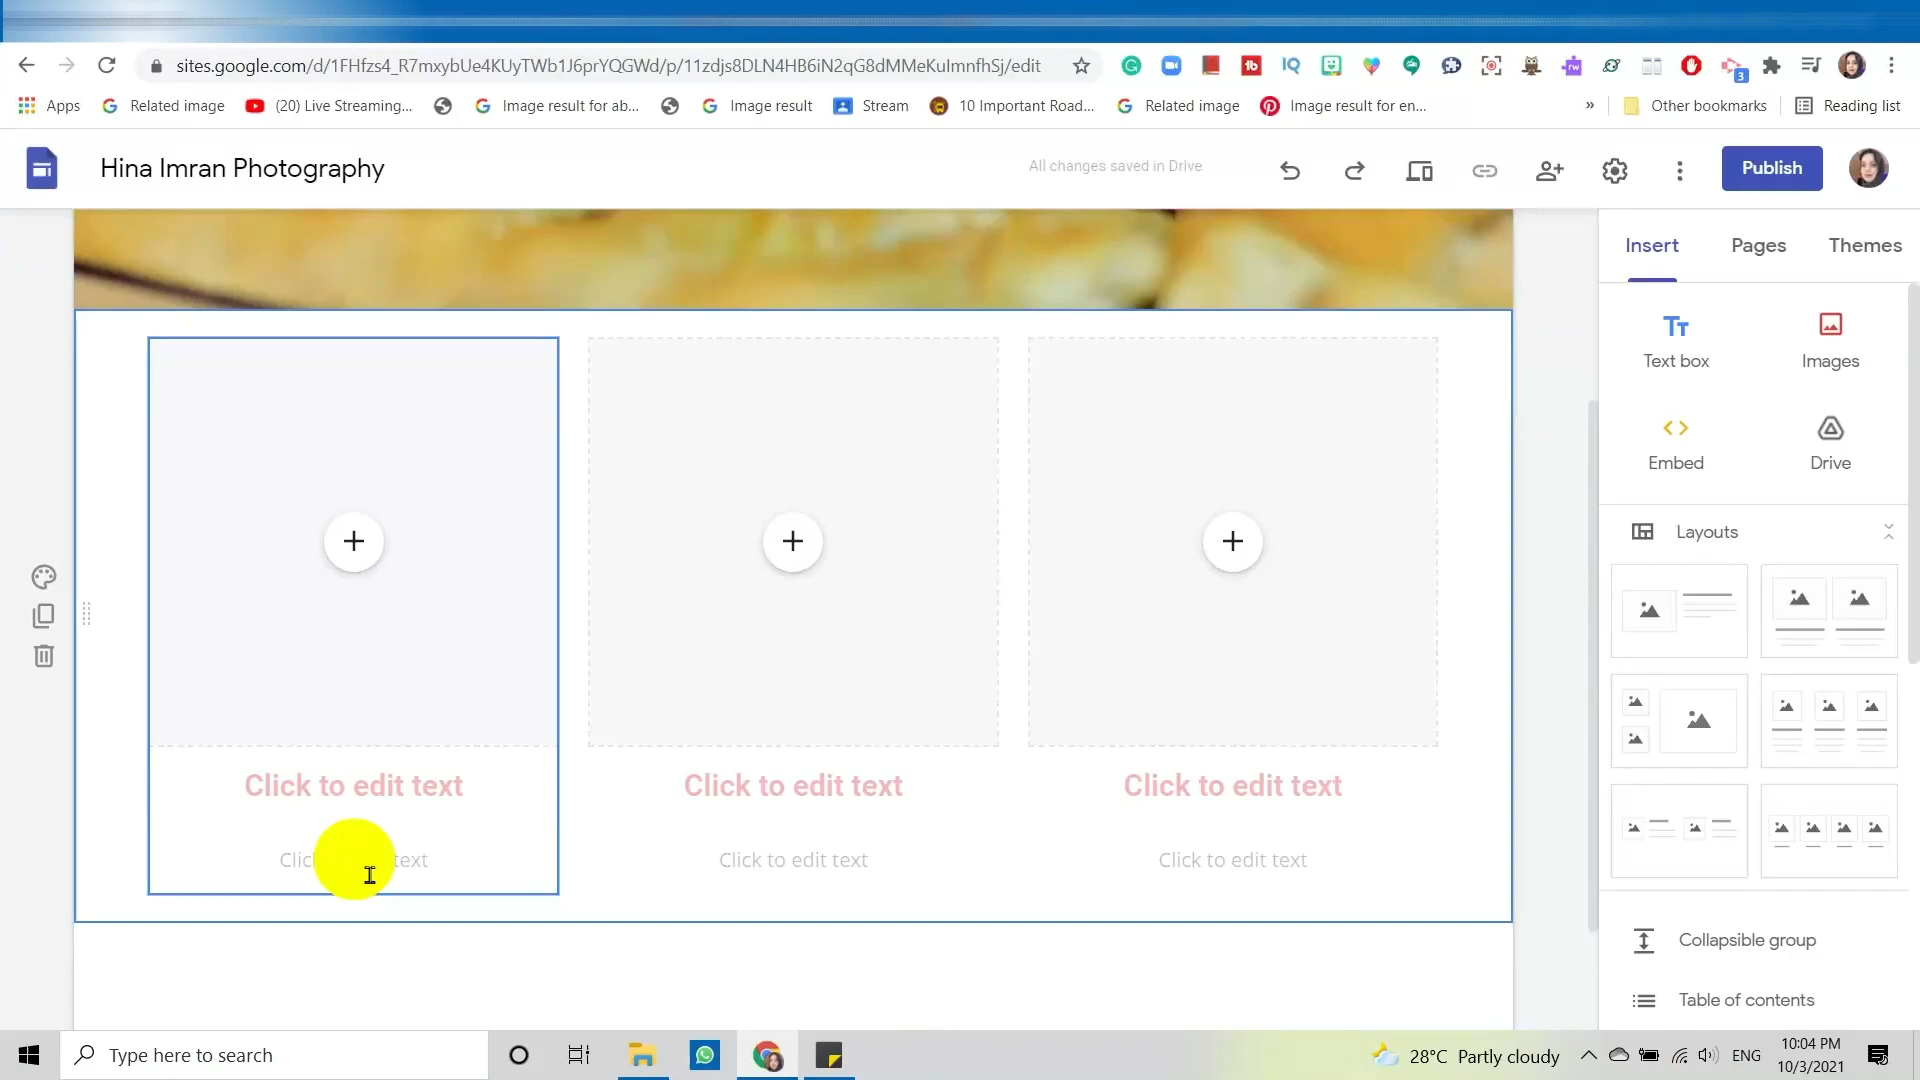 sites.google.com/d/1FHfzs4_R7mxybUe4KUyTWb1J6prYQGWd/p/11zdjs8DLN4HB6iN2qG8dMMeKuImnfhSj/edit
3
Apps Related image (20) Live Streaming... Image result for ab... Image result Stream 10 Important Road... Related image Image result for en... » Other bookmarks Reading list
Hina Imran Photography
All changes saved in Drive
Publish
Insert Pages Themes
Text box Images
Embed Drive
Layouts
Click to edit text Click to edit text Click to edit text
Click to edit text Click to edit text
Collapsible group
Table of contents
Type here to search
28°C Partly cloudy
ENG
10:04 PM
10/3/2021